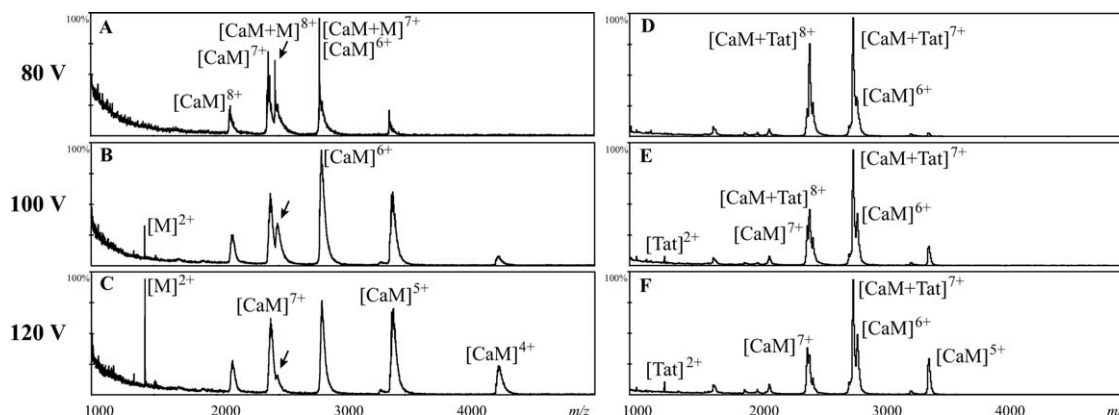 80 V
100%
A
[CaM]⁸⁺
[CaM]⁷⁺
[CaM+M]⁸⁺
[CaM+M]⁷⁺
[CaM]⁶⁺
100%
D
[CaM+Tat]⁸⁺
[CaM+Tat]⁷⁺
[CaM]⁶⁺
100 V
100%
B
[M]²⁺
[CaM]⁶⁺
100%
E
[Tat]²⁺
[CaM+Tat]⁸⁺
[CaM]⁷⁺
[CaM+Tat]⁷⁺
[CaM]⁶⁺
120 V
100%
C
[M]²⁺
[CaM]⁷⁺
[CaM]⁵⁺
[CaM]⁴⁺
1000 2000 3000 4000 m/z
100%
F
[Tat]²⁺
[CaM]⁷⁺
[CaM+Tat]⁷⁺
[CaM]⁶⁺
[CaM]⁵⁺
1000 2000 3000 4000 m/z